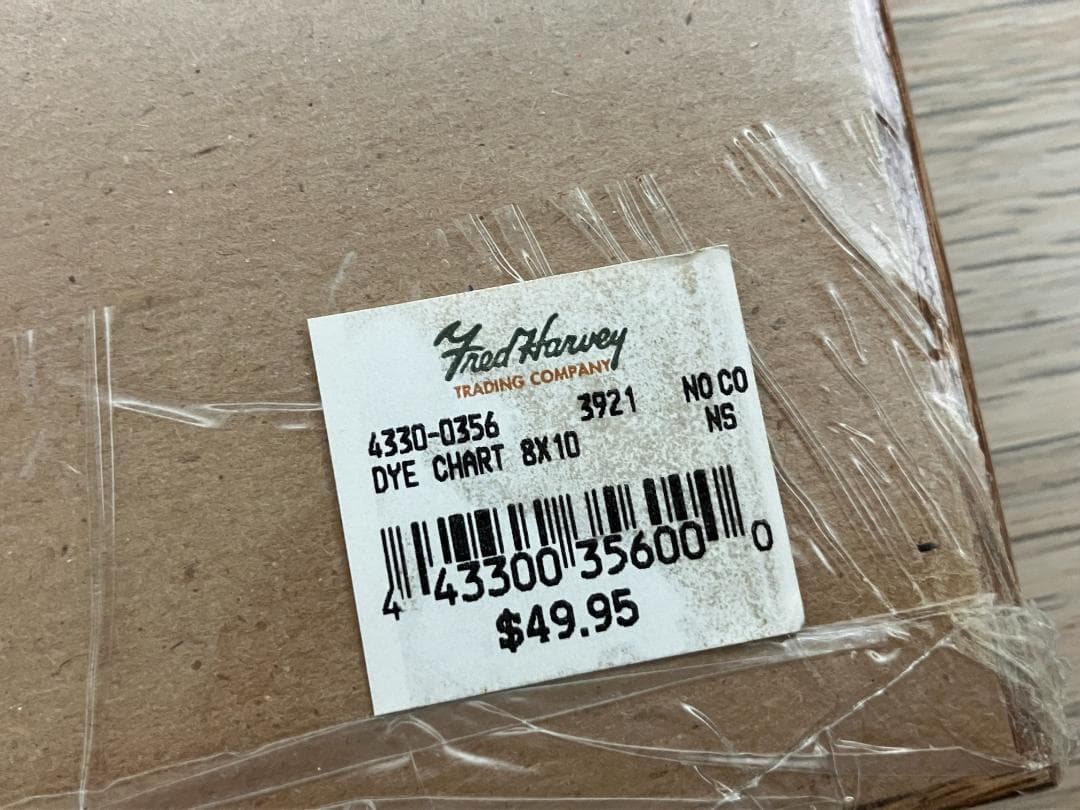 Fred Harvey
TRADING COMPANY
4330-0356 3921 NO CO
DYE CHART 8X10 NS
4 43300 35600 0
$49.95